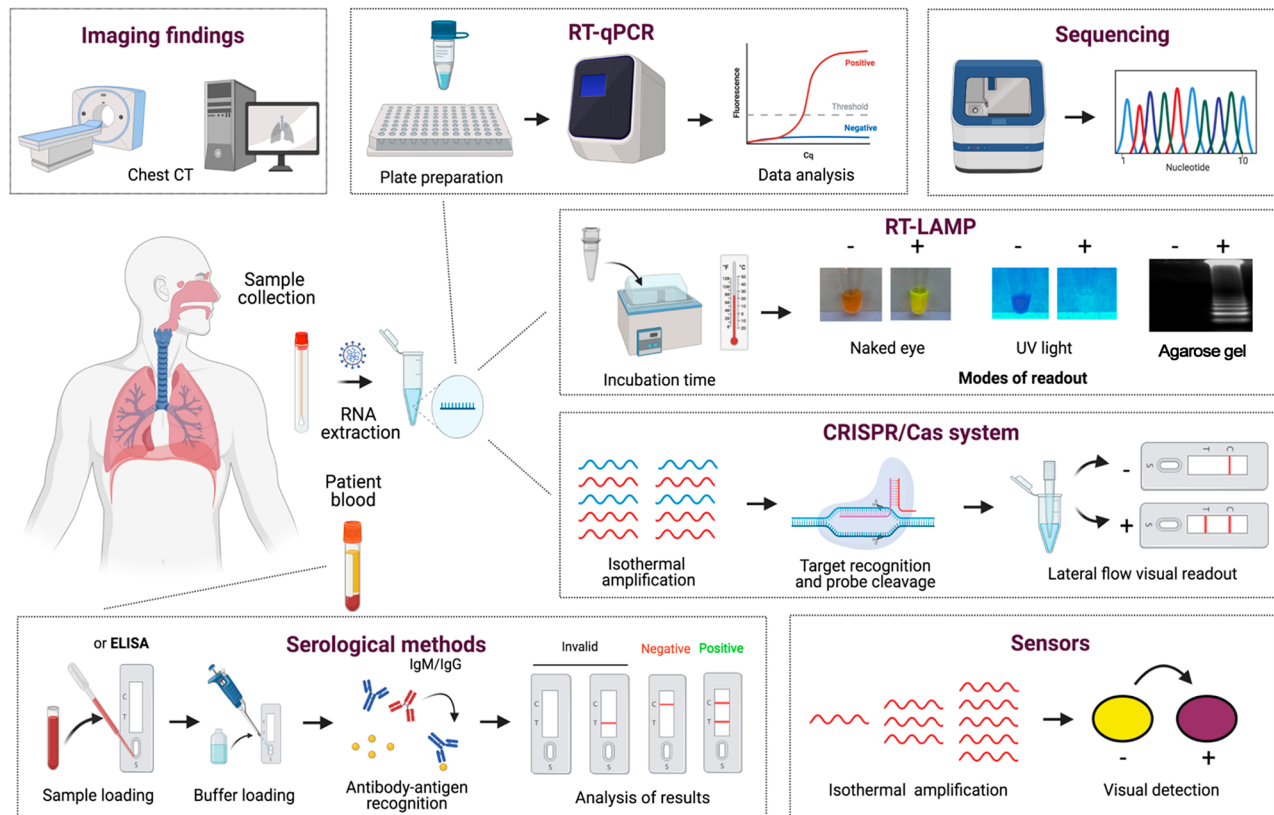 Imaging findings
Chest CT
RT-qPCR
Plate preparation
Fluorescence
Positive
Threshold
Negative
Cq
Data analysis
Sequencing
1
10
Nucleotide
Sample
collection
RNA
extraction
Patient
blood
RT-LAMP
°F
°C
Incubation time
- +
- +
- +
Naked eye
UV light
Agarose gel
Modes of readout
CRISPR/Cas system
Isothermal
amplification
Target recognition
and probe cleavage
S T C
-
+
S T C
Lateral flow visual readout
Serological methods
or ELISA
C
T
S
Sample loading
Buffer loading
IgM/IgG
Antibody-antigen
recognition
Invalid
Negative
Positive
C
T
S
C
T
S
C
T
S
C
T
S
Analysis of results
Sensors
Isothermal amplification
-
+
Visual detection